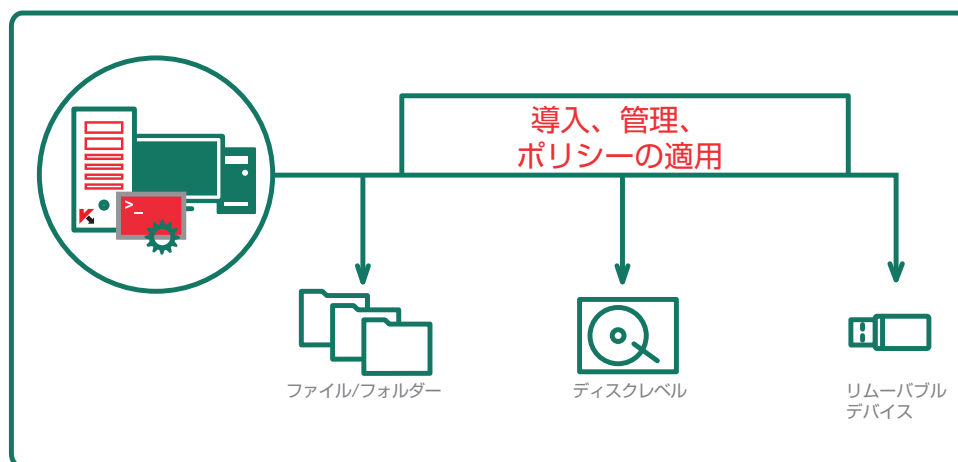 導入、管理、
ポリシーの適用
>_
ファイル/フォルダー
ディスクレベル
リムーバブル
デバイス